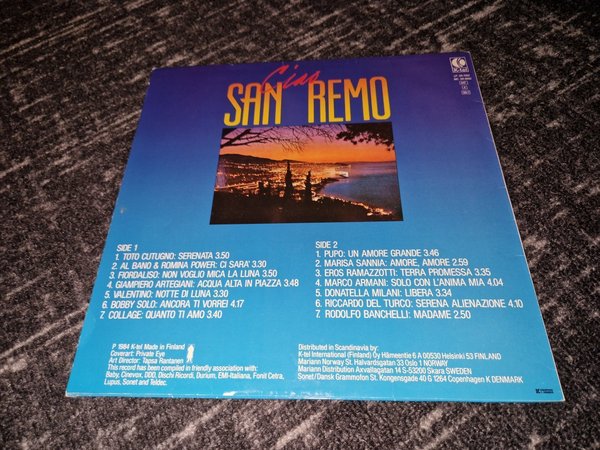 Ciao
SAN REMO
K-tel
SIDE 1
1. TOTO CUTUGNO: SERENATA 3.50
2. AL BANO & ROMINA POWER: CI SARA' 3.30
3. FIORDALISO: NON VOGLIO MICA LA LUNA 3.50
4. GIAMPIERO ARTEGIANI: ACQUA ALTA IN PIAZZA 3.48
5. VALENTINO: NOTTE DI LUNA 3.30
6. BOBBY SOLO: ANCORA TI VORREI 4.17
7. COLLAGE: QUANTO TI AMO 3.40
SIDE 2
1. PUPO: UN AMORE GRANDE 3.46
2. MARISA SANNIA: AMORE, AMORE 2.59
3. EROS RAMAZZOTTI: TERRA PROMESSA 3.35
4. MARCO ARMANI: SOLO CON L'ANIMA MIA 4.04
5. DONATELLA MILANI: LIBERA 3.34
6. RICCARDO DEL TURCO: SERENA ALIENAZIONE 4.10
7. RODOLFO BANCHELLI: MADAME 2.50
P 1984 K-tel Made in Finland
Coverart: Private Eye
Art Director: Tapsa Rantanen
This record has been compiled in friendly association with:
Baby, Cinevox, DDD, Dischi Ricordi, Durium, EMI-Italiana, Fonit Cetra,
Lupus, Sonet and Teldec.
Distributed in Scandinavia by:
K-tel International (Finland) Oy Hämeentie 6 A 00530 Helsinki 53 FINLAND
Mariann Norway St. Halvardsgatan 33 Oslo 1 NORWAY
Mariann Distribution Axvallagatan 14 S-53200 Skara SWEDEN
Sonet/Dansk Grammofon St. Kongensgade 40 G 1264 Copenhagen K DENMARK